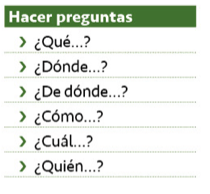 Hacer preguntas
› ¿Qué...?
› ¿Dónde...?
› ¿De dónde...?
› ¿Cómo...?
› ¿Cuál...?
› ¿Quién...?